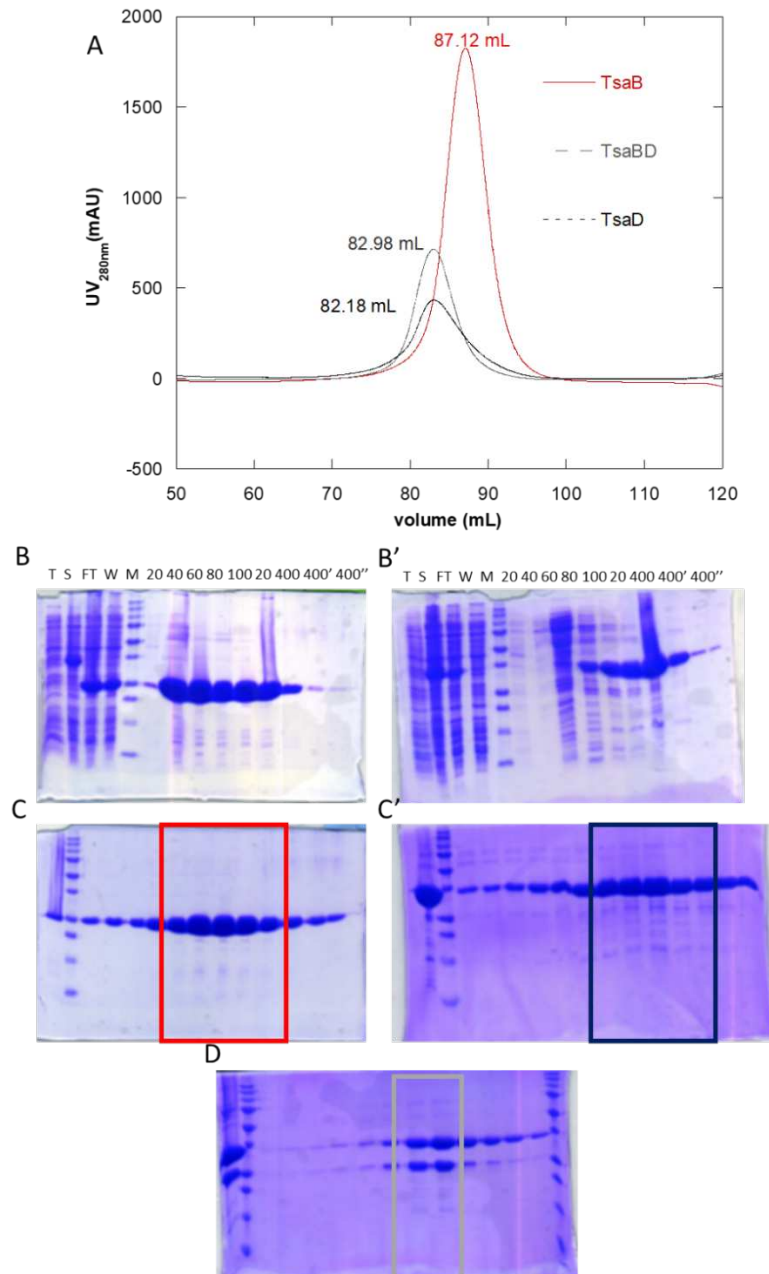 A
2000
1500
1000
500
0
-500
UV280nm (mAU)
87.12 mL
82.98 mL
82.18 mL
TsaB
TsaBD
TsaD
50 60 70 80 90 100 110 120
volume (mL)
B
T S FT W M 20 40 60 80 100 20 400 400' 400''
B'
T S FT W M 20 40 60 80 100 20 400 400' 400''
C
C'
D